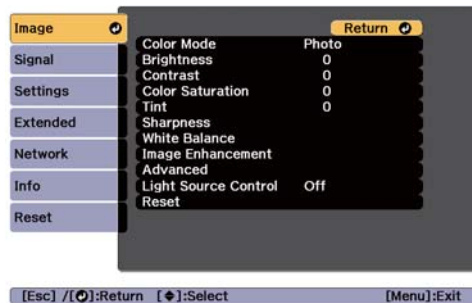 Image
Signal
Settings
Extended
Network
Info
Reset
Return
Color Mode Photo
Brightness 0
Contrast 0
Color Saturation 0
Tint 0
Sharpness
White Balance
Image Enhancement
Advanced
Light Source Control Off
Reset
[Esc] /[⏎]:Return [◆]:Select [Menu]:Exit